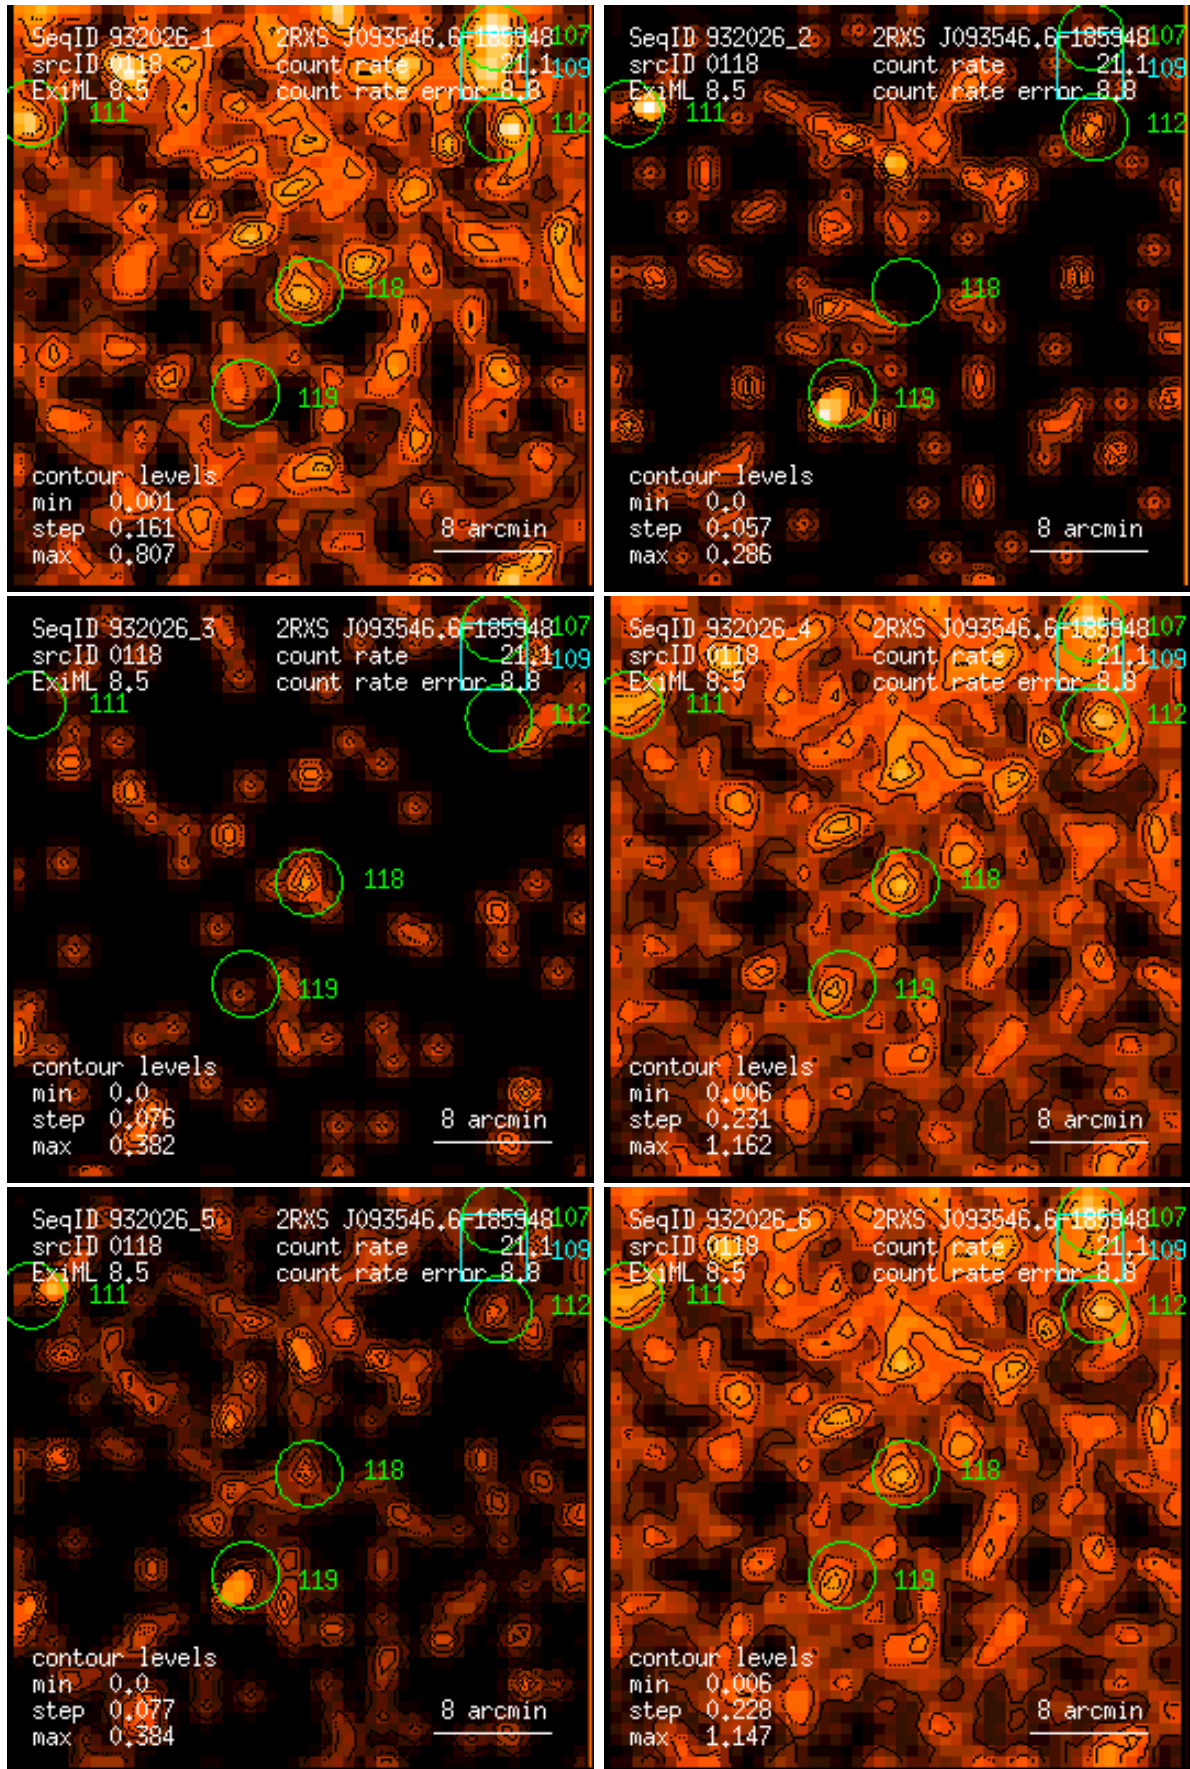 SeqID 932026_1 2RXS J093546.6-185948 107
srcID 0118 count rate 21.1 109
ExiML 8.5 count rate error 8.8
111
112
118
119
contour levels
min 0.001
step 0.161 8 arcmin
max 0.807
SeqID 932026_2 2RXS J093546.6-185948 107
srcID 0118 count rate 21.1 109
ExiML 8.5 count rate error 8.8
111
112
118
119
contour levels
min 0.0
step 0.057 8 arcmin
max 0.286
SeqID 932026_3 2RXS J093546.6-185948 107
srcID 0118 count rate 21.1 109
ExiML 8.5 count rate error 8.8
111
112
118
119
contour levels
min 0.0
step 0.076 8 arcmin
max 0.382
SeqID 932026_4 2RXS J093546.6-185948 107
srcID 0118 count rate 21.1 109
ExiML 8.5 count rate error 8.8
111
112
118
119
contour levels
min 0.006
step 0.231 8 arcmin
max 1.162
SeqID 932026_5 2RXS J093546.6-185948 107
srcID 0118 count rate 21.1 109
ExiML 8.5 count rate error 8.8
111
112
118
119
contour levels
min 0.0
step 0.077 8 arcmin
max 0.384
SeqID 932026_6 2RXS J093546.6-185948 107
srcID 0118 count rate 21.1 109
ExiML 8.5 count rate error 8.8
111
112
118
119
contour levels
min 0.006
step 0.228 8 arcmin
max 1.147